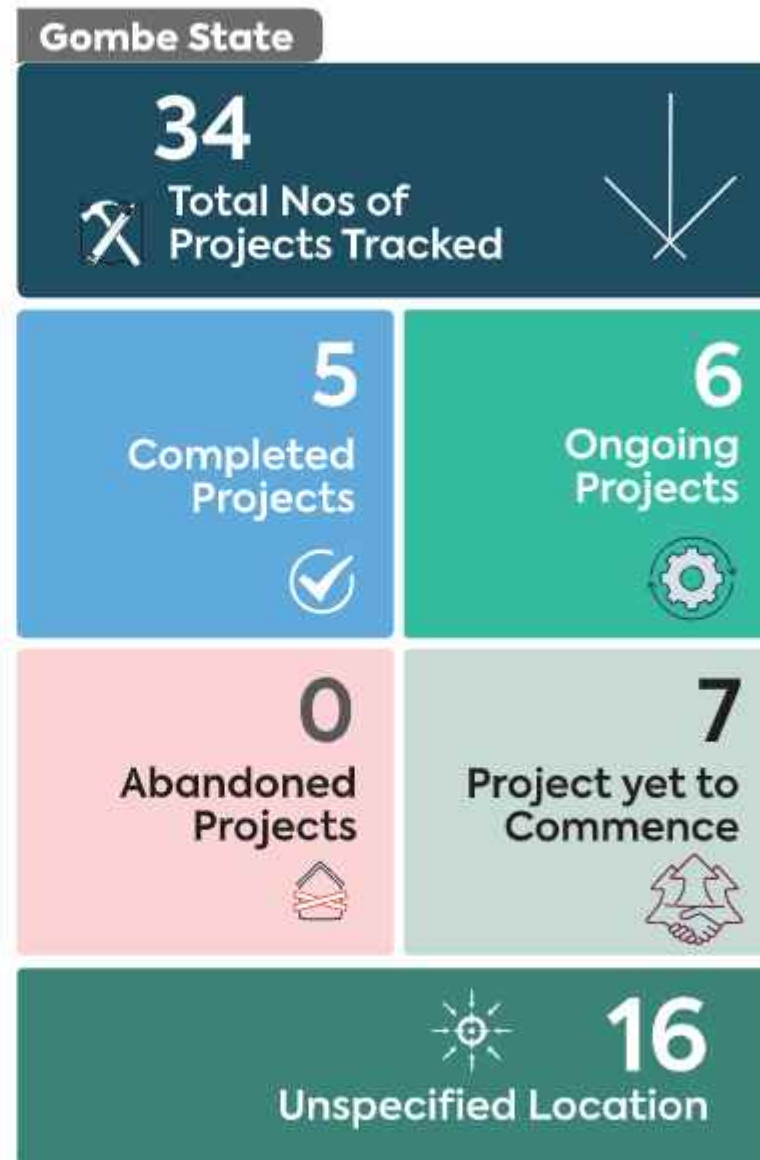 Gombe State
34
Total Nos of
Projects Tracked
5
Completed
Projects
6
Ongoing
Projects
0
Abandoned
Projects
7
Project yet to
Commence
16
Unspecified Location